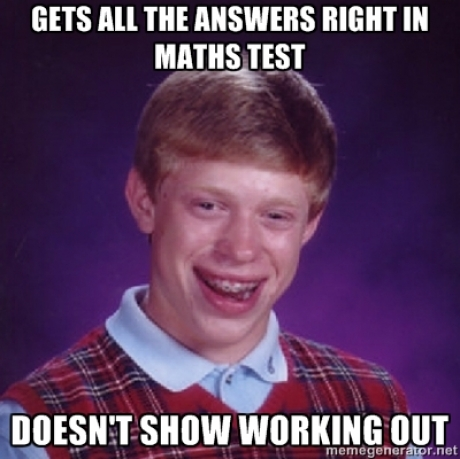 GETS ALL THE ANSWERS RIGHT IN
MATHS TEST
DOESN'T SHOW WORKING OUT
memegenerator.net